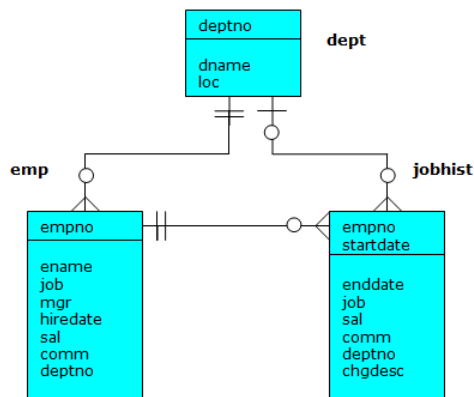 deptno
dept
dname
loc
emp
jobhist
empno
ename
job
mgr
hiredate
sal
comm
deptno
empno
startdate
enddate
job
sal
comm
deptno
chgdesc